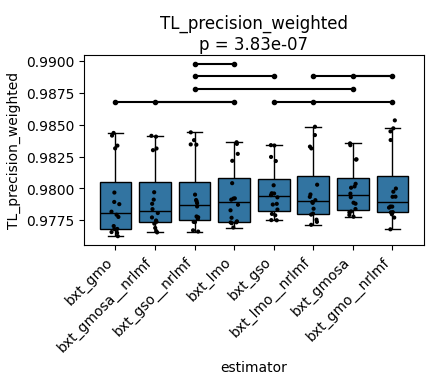 TL_precision_weighted
p = 3.83e-07
TL_precision_weighted
0.9900
0.9875
0.9850
0.9825
0.9800
0.9775
bxt_gmo
bxt_gmosa__nrlmf
bxt_gso__nrlmf
bxt_lmo
bxt_gso
bxt_lmo__nrlmf
bxt_gmosa
bxt_gmo__nrlmf
estimator